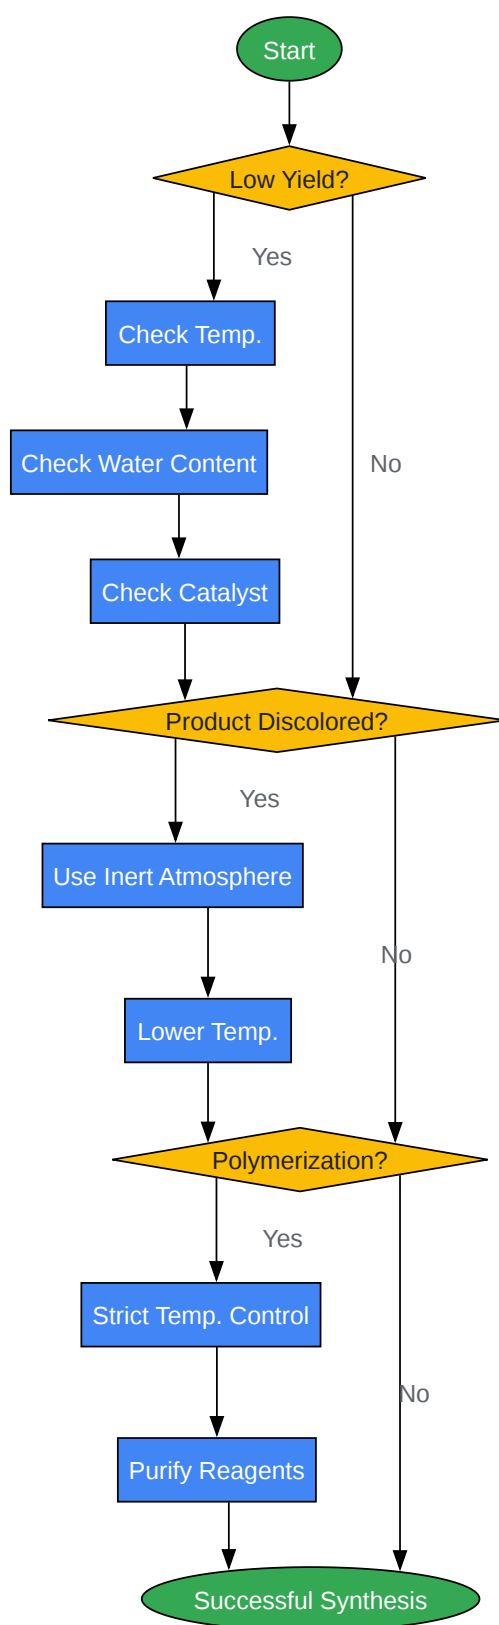 Start
Low Yield?
Yes
Check Temp.
Check Water Content
No
Check Catalyst
Product Discolored?
Yes
Use Inert Atmosphere
No
Lower Temp.
Polymerization?
Yes
Strict Temp. Control
No
Purify Reagents
Successful Synthesis